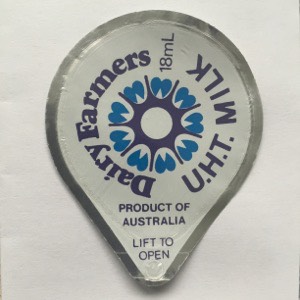 Dairy Farmers
18mL
U.H.T. MILK
PRODUCT OF
AUSTRALIA
LIFT TO
OPEN